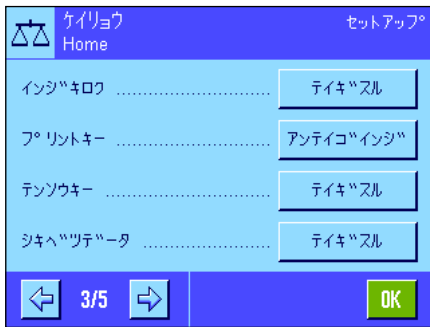 ケイリョウ セットアップ
Home
インジキロク ............................ テイギズル
プリントキー ............................ アンテイゴインジ
テンソウキー ............................ テイギズル
シキベツデータ ...................... テイギズル
3/5 OK